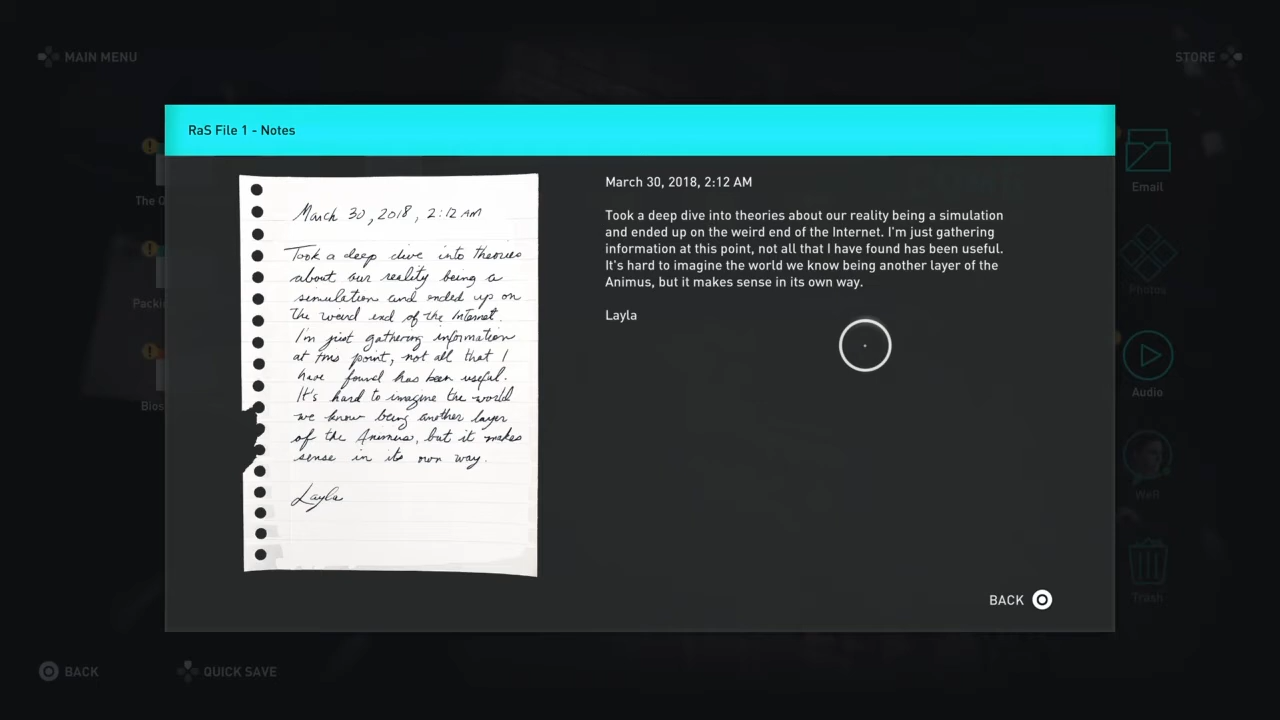 MAIN MENU
STORE
RaS File 1 - Notes
March 30, 2018, 2:12 AM
Took a deep dive into theories
about our reality being a
simulation and ended up on
the weird end of the Internet.
I'm just gathering information
at this point, not all that I
have found has been useful.
It's hard to imagine the world
we know being another layer
of the Animus, but it makes
sense in its own way.
Layla
March 30, 2018, 2:12 AM
Took a deep dive into theories about our reality being a simulation
and ended up on the weird end of the Internet. I'm just gathering
information at this point, not all that I have found has been useful.
It's hard to imagine the world we know being another layer of the
Animus, but it makes sense in its own way.
Layla
Email
Photos
Audio
Trash
BACK
BACK
QUICK SAVE